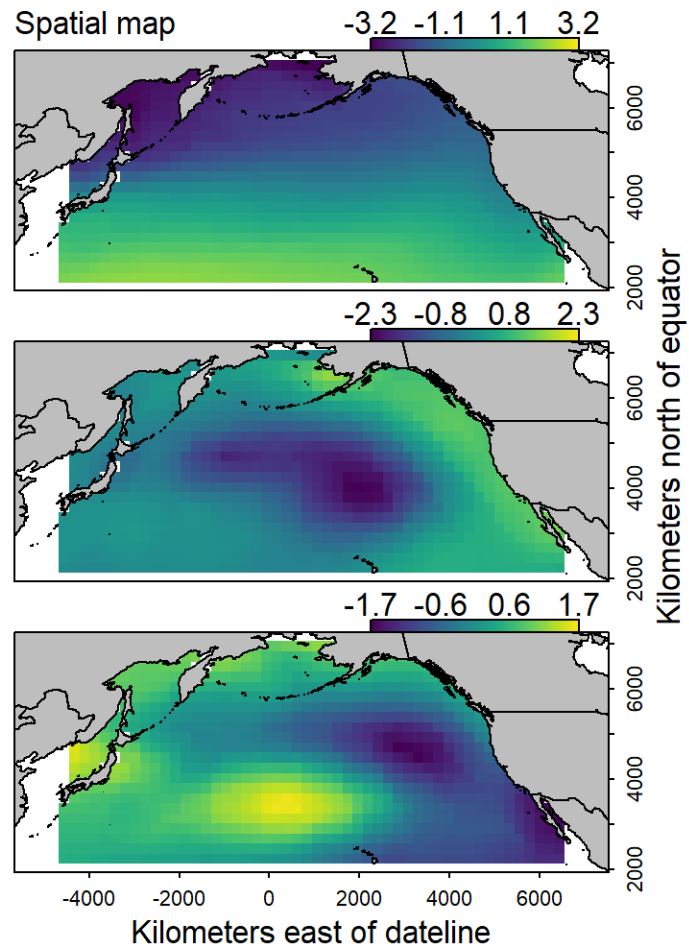 Spatial map
-3.2 -1.1 1.1 3.2
6000
4000
2000
-2.3 -0.8 0.8 2.3
6000
4000
2000
Kilometers north of equator
-1.7 -0.6 0.6 1.7
6000
4000
2000
-4000 -2000 0 2000 4000 6000
Kilometers east of dateline